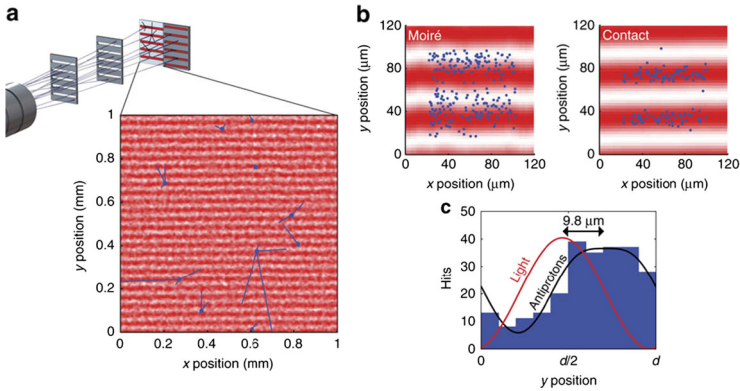 a
1
0.8
0.6
0.4
0.2
0
y position (mm)
0 0.2 0.4 0.6 0.8 1
x position (mm)
b
120
80
40
0
y position (μm)
Moiré
0 40 80 120
x position (μm)
120
80
40
0
y position (μm)
Contact
0 40 80 120
x position (μm)
c
50
40
30
20
10
0
Hits
9.8 μm
Light
Antiprotons
0 d/2 d
y position